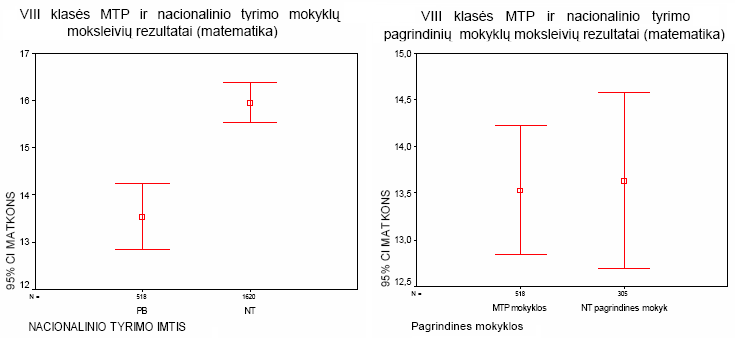 VIII klasės MTP ir nacionalinio tyrimo mokyklų
moksleivių rezultatai (matematika)
17
16
15
14
13
12
95% CI MATKONS
N =
518
1620
PB
NT
NACIONALINIO TYRIMO IMTIS
VIII klasės MTP ir nacionalinio tyrimo
pagrindinių mokyklų moksleivių rezultatai (matematika)
15,0
14,5
14,0
13,5
13,0
12,5
95% CI MATKONS
N =
518
305
MTP mokyklos
NT pagrindines mokyk
Pagrindines mokyklos